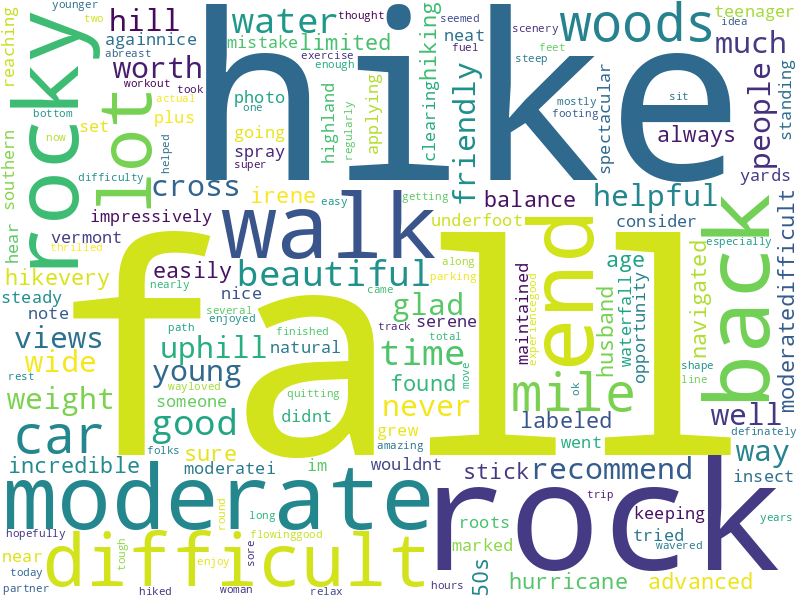 younger
thought
seemed
idea
hill
water
woods
teenager
againnice
mistake
limited
neat
scenery
two
abreast
exercise
fuel
feet
much
reaching
rocky
worth
enough
hiking
steep
hike
workout
took
lot
photo
one
highland
regularly
applying
clearing
friendly
spectacular
mostly
sit
footing
always
people
standing
bottom
actual
set
plus
going
spray
super
now
helped
difficulty
cross
irene
easy
getting
balance
helpful
yards
hear
southern
impressively
walk
underfoot
consider
vermont
thrilled
along
especially
hikevery
easily
beautiful
parking
end
age
back
moderatedifficult
steady
nearly
nice
came
maintained
experiencegood
husband
waterfall
opportunity
navigated
note
several
enjoyed
glad
serene
views
path
finished
track
total
fall
uphill
natural
time
shape
wide
young
found
move
line
rest
wayloved
quitting
mile
ok
weight
someone
never
well
good
didnt
labeled
car
grew
went
definately
sure
folks
amazing
way
incredible
moderatei
im
wouldnt
stick
recommend
insect
moderate
rock
trip
long
round
roots
keeping
years
hopefully
flowinggood
marked
tried
wavered
near
difficult
tough
sore
enjoy
today
50s
hurricane
advanced
partner
hiked
woman
relax
hours